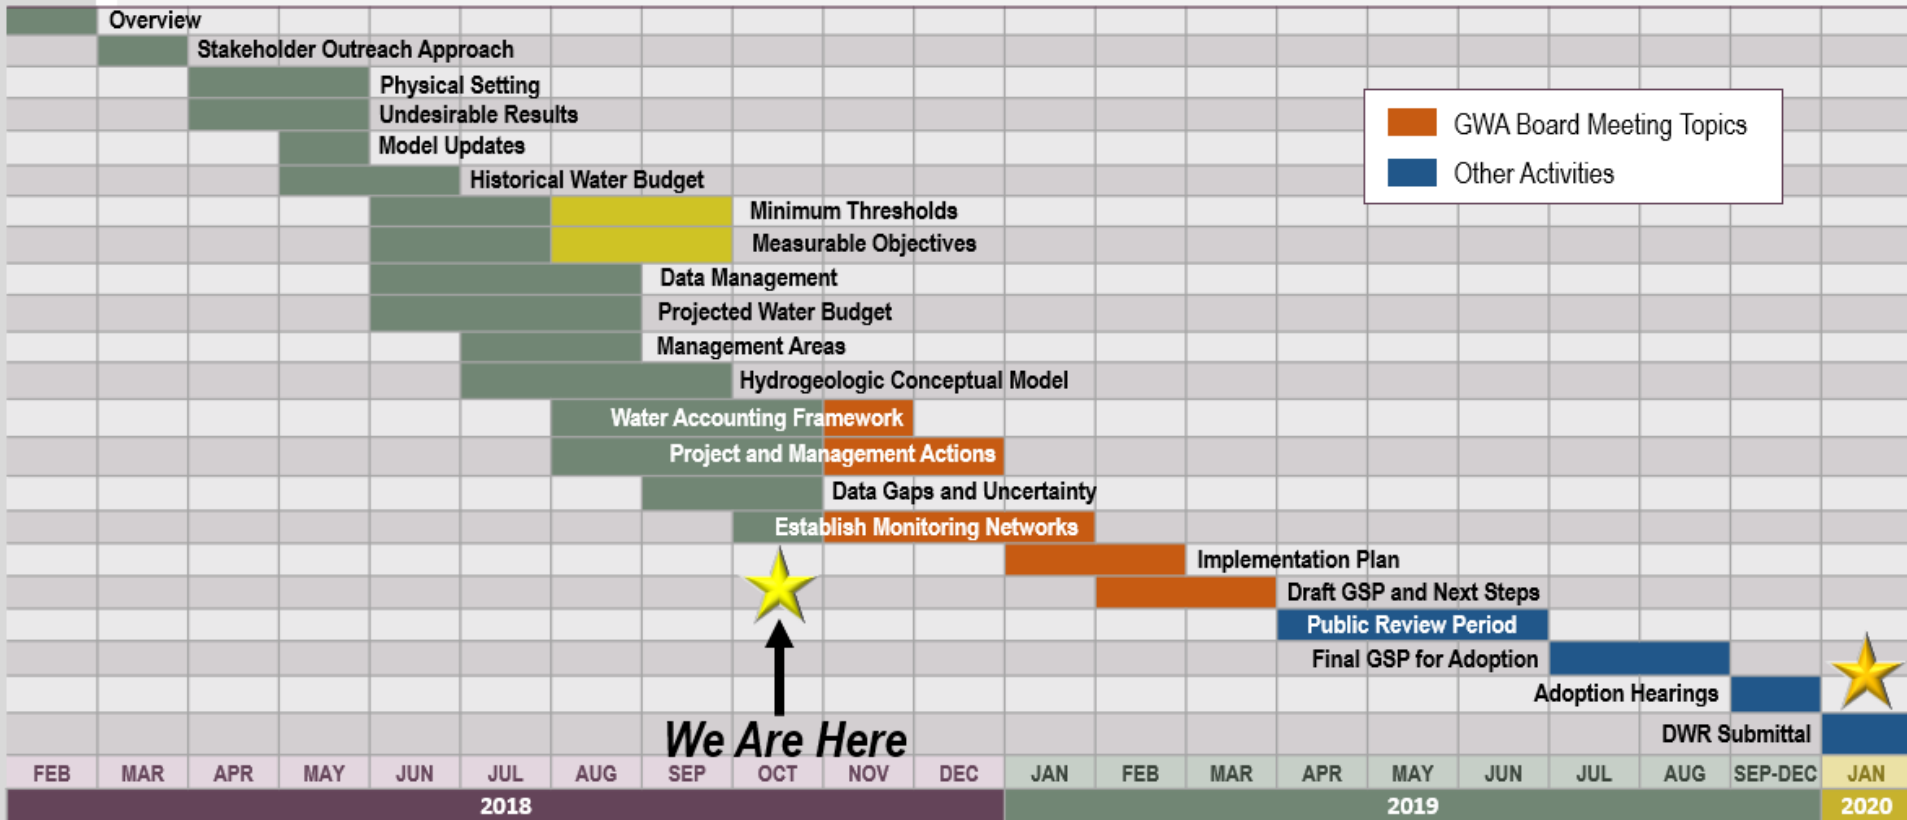 Overview
Stakeholder Outreach Approach
Physical Setting
Undesirable Results
GWA Board Meeting Topics
Model Updates
Other Activities
Historical Water Budget
Minimum Thresholds
Measurable Objectives
Data Management
Projected Water Budget
Management Areas
Hydrogeologic Conceptual Model
Water Accounting Framework
Project and Management Actions
Data Gaps and Uncertainty
Establish Monitoring Networks
Implementation Plan
Draft GSP and Next Steps
Public Review Period
Final GSP for Adoption
Adoption Hearings
We Are Here
DWR Submittal
FEB MAR APR MAY JUN JUL AUG SEP OCT NOV DEC JAN FEB MAR APR MAY JUN JUL AUG SEP-DEC JAN
2018 2019 2020